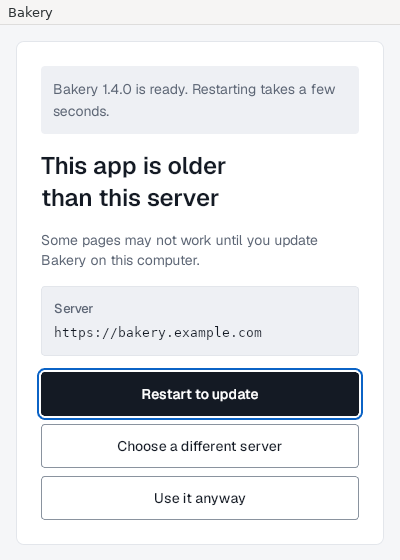 Bakery
Bakery 1.4.0 is ready. Restarting takes a few
seconds.
This app is older
than this server
Some pages may not work until you update
Bakery on this computer.
Server
https://bakery.example.com
Restart to update
Choose a different server
Use it anyway